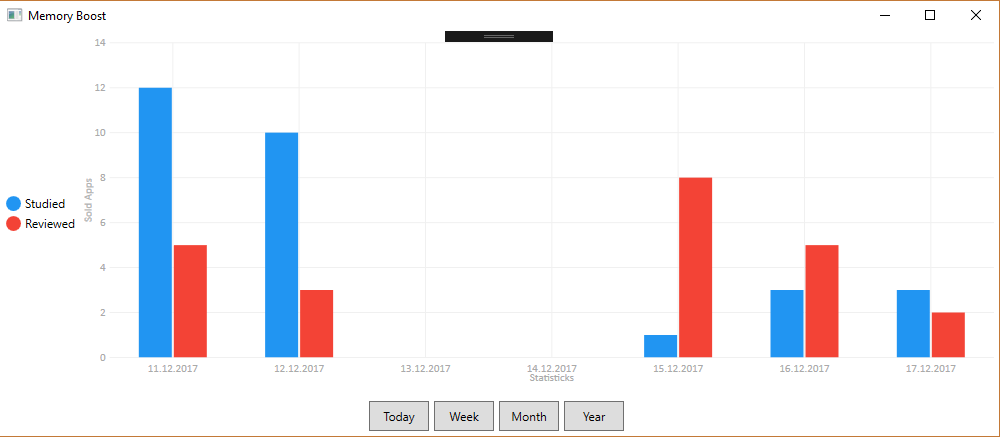 Memory Boost
14
12
10
8
6
4
2
0
Sold Apps
Studied
Reviewed
11.12.2017 12.12.2017 13.12.2017 14.12.2017 15.12.2017 16.12.2017 17.12.2017
Statisticks
Today Week Month Year